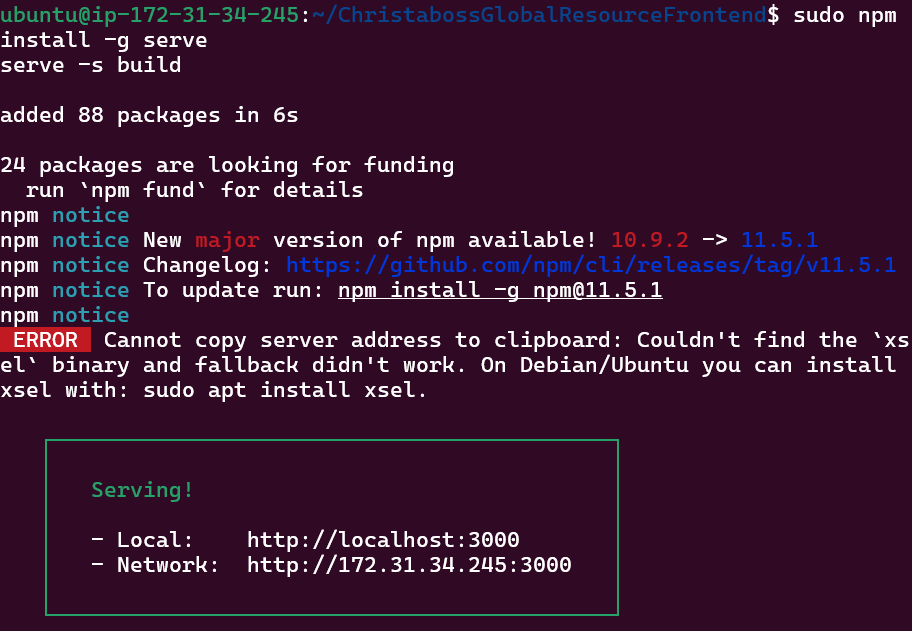 ubuntu@ip-172-31-34-245:~/ChristabossGlobalResourceFrontend$ sudo npm
install -g serve
serve -s build
added 88 packages in 6s
24 packages are looking for funding
  run `npm fund` for details
npm notice
npm notice New major version of npm available! 10.9.2 -> 11.5.1
npm notice Changelog: https://github.com/npm/cli/releases/tag/v11.5.1
npm notice To update run: npm install -g npm@11.5.1
npm notice
ERROR Cannot copy server address to clipboard: Couldn't find the `xs
el` binary and fallback didn't work. On Debian/Ubuntu you can install
xsel with: sudo apt install xsel.
Serving!
- Local:    http://localhost:3000
- Network:  http://172.31.34.245:3000